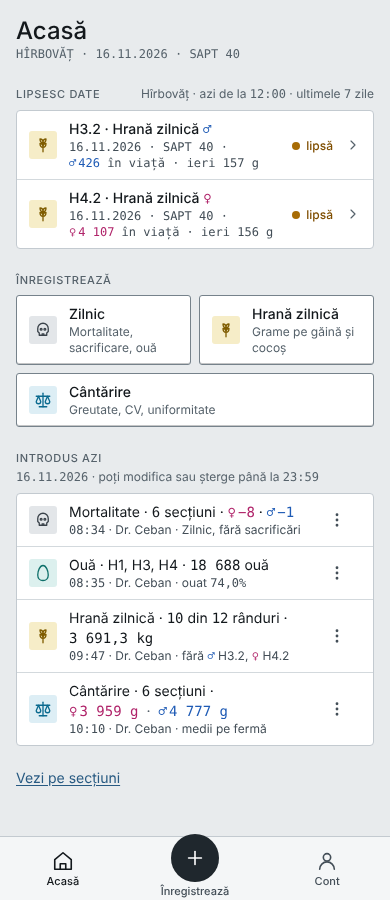 Acasă
HÎRBOVĂȚ · 16.11.2026 · SAPT 40
LIPSESC DATE
Hîrbovăț · azi de la 12:00 · ultimele 7 zile
H3.2 · Hrană zilnică ♂
16.11.2026 · SAPT 40 ·
♂426 în viață · ieri 157 g
lipsă
H4.2 · Hrană zilnică ♀
16.11.2026 · SAPT 40 ·
♀4 107 în viață · ieri 156 g
lipsă
ÎNREGISTREAZĂ
Zilnic
Mortalitate,
sacrificare, ouă
Hrană zilnică
Grame pe găină și
cocoș
Cântărire
Greutate, CV, uniformitate
INTRODUS AZI
16.11.2026 · poți modifica sau șterge până la 23:59
Mortalitate · 6 secțiuni · ♀−8 · ♂−1
08:34 · Dr. Ceban · Zilnic, fără sacrificări
Ouă · H1, H3, H4 · 18 688 ouă
08:35 · Dr. Ceban · ouat 74,0%
Hrană zilnică · 10 din 12 rânduri ·
3 691,3 kg
09:47 · Dr. Ceban · fără ♂ H3.2, ♀ H4.2
Cântărire · 6 secțiuni ·
♀3 959 g · ♂4 777 g
10:10 · Dr. Ceban · medii pe fermă
Vezi pe secțiuni
Acasă
Înregistrează
Cont